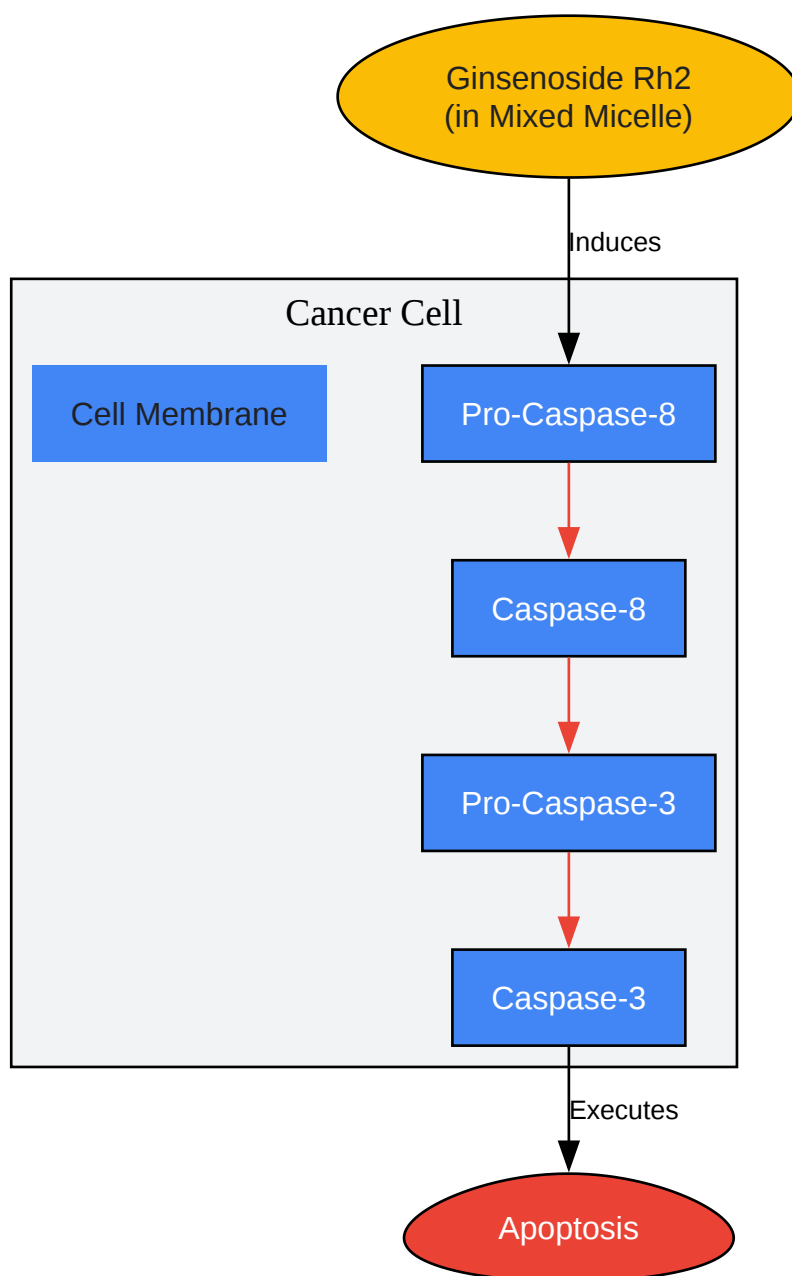 Ginsenoside Rh2
(in Mixed Micelle)
Induces
Cancer Cell
Cell Membrane
Pro-Caspase-8
Caspase-8
Pro-Caspase-3
Caspase-3
Executes
Apoptosis